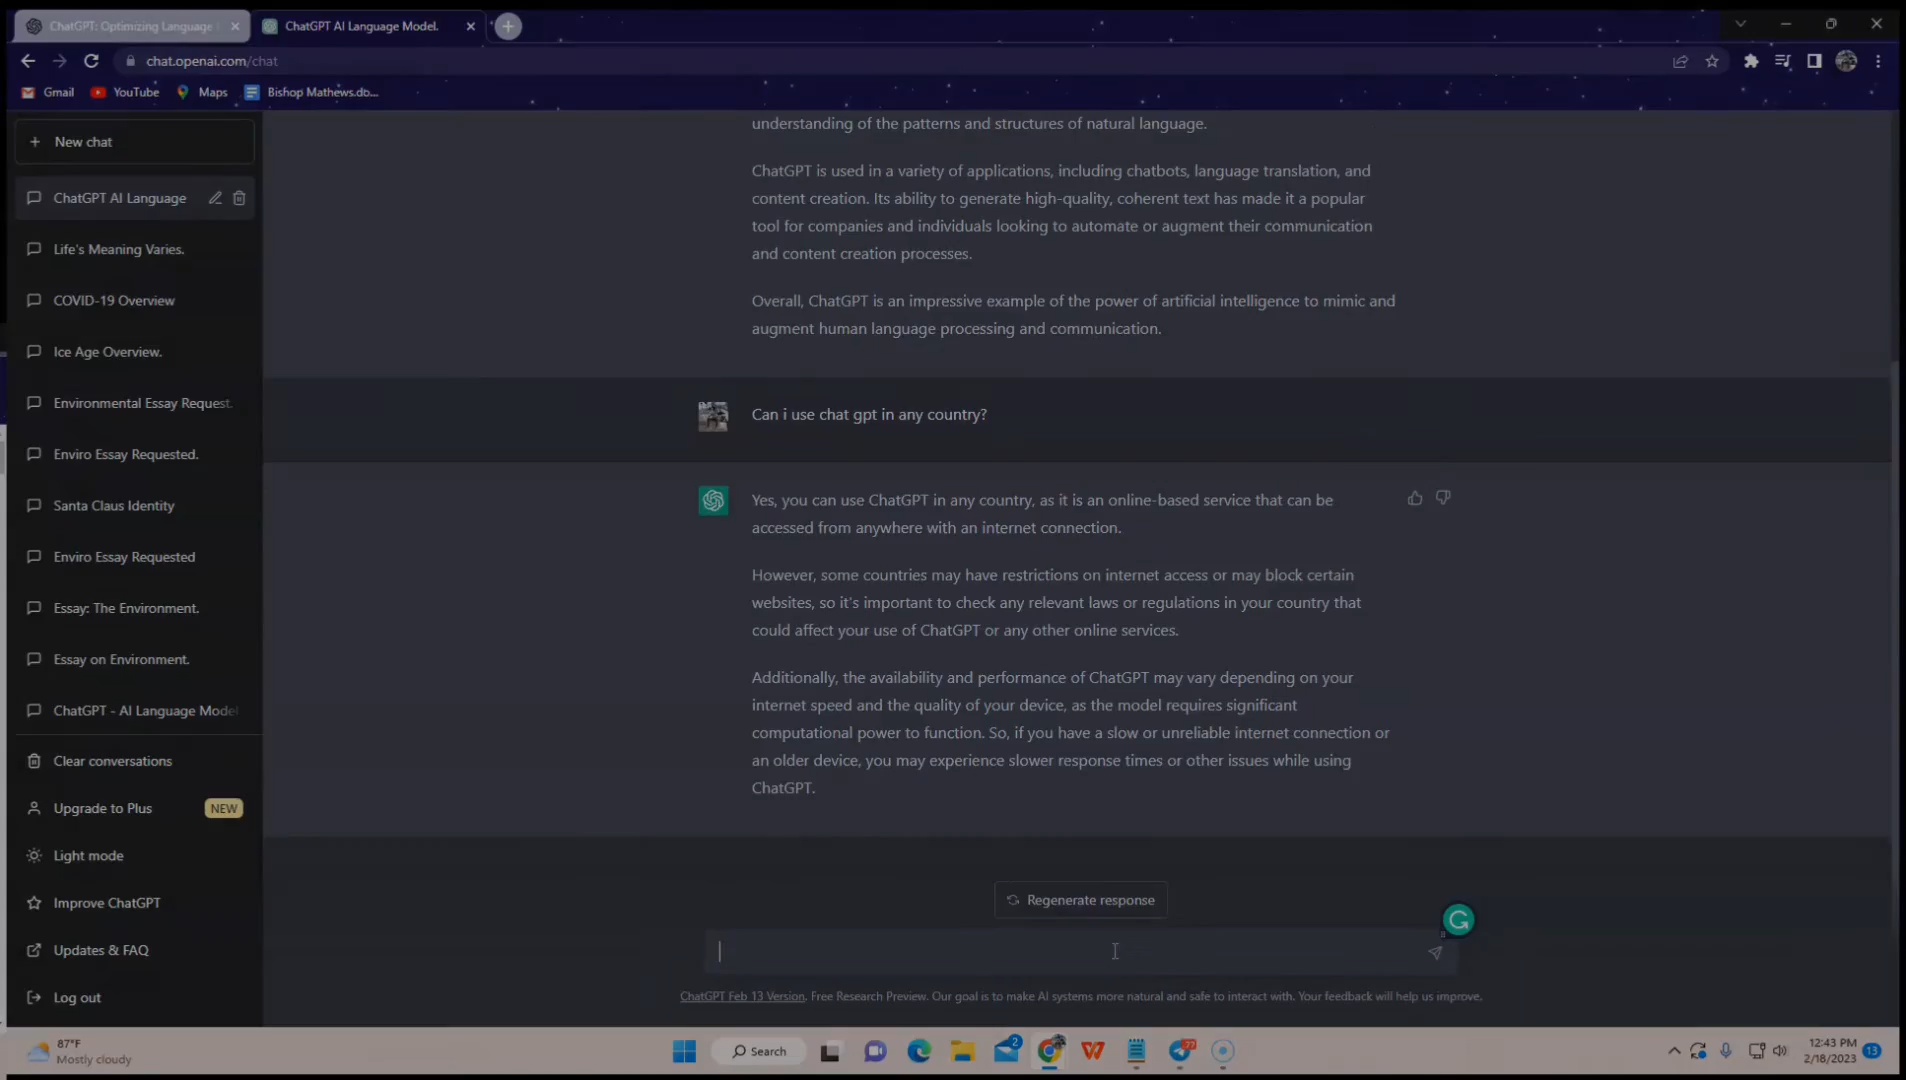 ChatGPT: Optimizing Language
ChatGPT AI Language Model.
chat.openai.com/chat
Gmail
YouTube
Maps
Bishop Mathews.do...
New chat
ChatGPT AI Language
Life's Meaning Varies.
COVID-19 Overview
Ice Age Overview.
Environmental Essay Request.
Enviro Essay Requested.
Santa Claus Identity
Enviro Essay Requested
Essay: The Environment.
Essay on Environment.
ChatGPT - AI Language Model
Clear conversations
Upgrade to Plus
NEW
Light mode
Improve ChatGPT
Updates & FAQ
Log out
understanding of the patterns and structures of natural language.
ChatGPT is used in a variety of applications, including chatbots, language translation, and
content creation. Its ability to generate high-quality, coherent text has made it a popular
tool for companies and individuals looking to automate or augment their communication
and content creation processes.
Overall, ChatGPT is an impressive example of the power of artificial intelligence to mimic and
augment human language processing and communication.
Can i use chat gpt in any country?
Yes, you can use ChatGPT in any country, as it is an online-based service that can be
accessed from anywhere with an internet connection.
However, some countries may have restrictions on internet access or may block certain
websites, so it's important to check any relevant laws or regulations in your country that
could affect your use of ChatGPT or any other online services.
Additionally, the availability and performance of ChatGPT may vary depending on your
internet speed and the quality of your device, as the model requires significant
computational power to function. So, if you have a slow or unreliable internet connection or
an older device, you may experience slower response times or other issues while using
ChatGPT.
Regenerate response
ChatGPT Feb 13 Version. Free Research Preview. Our goal is to make AI systems more natural and safe to interact with. Your feedback will help us improve.
87°F
Mostly cloudy
Search
2
77
12:43 PM
2/18/2023
13